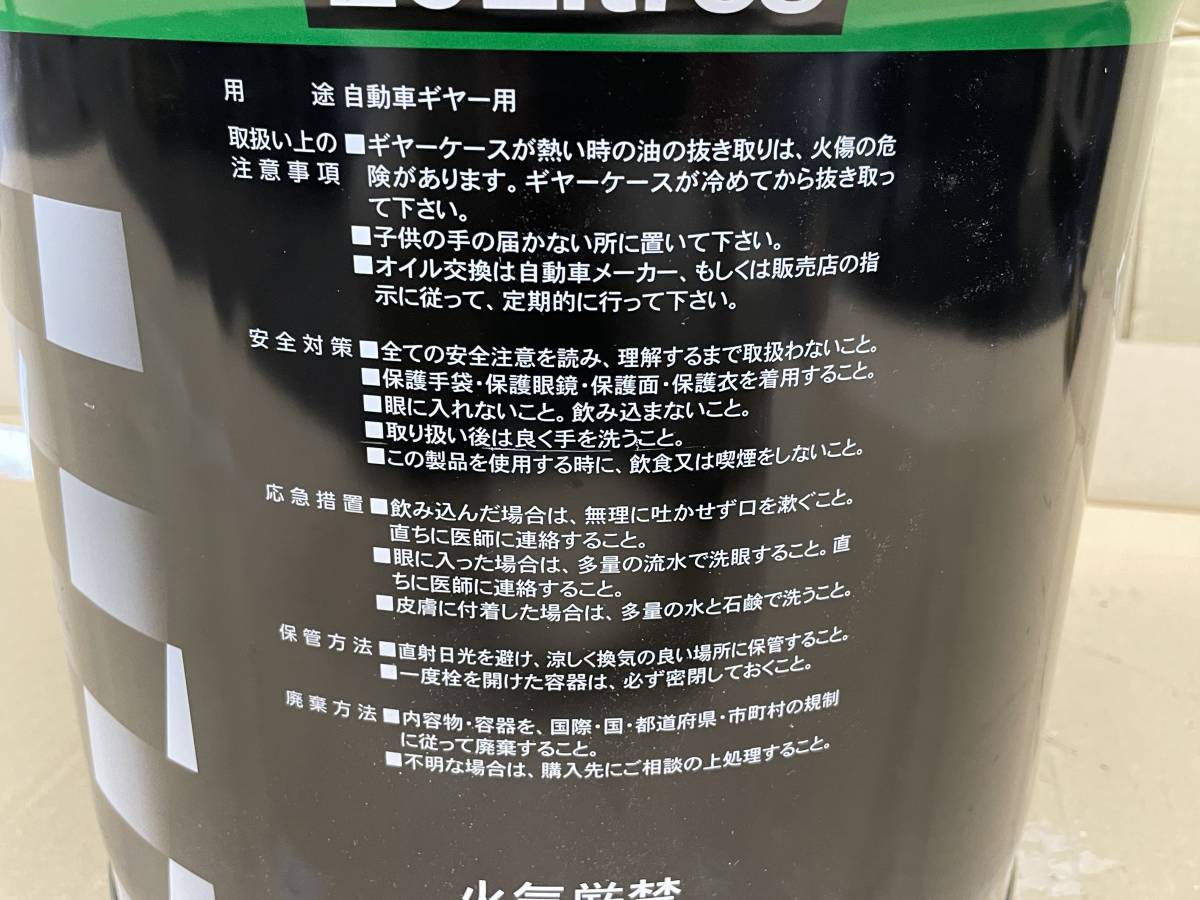 20Litres
用途 自動車ギヤー用
取扱い上の ■ギヤーケースが熱い時の油の抜き取りは、火傷の危
注意事項 険があります。ギヤーケースが冷めてから抜き取っ
て下さい。
■子供の手の届かない所に置いて下さい。
■オイル交換は自動車メーカー、もしくは販売店の指
示に従って、定期的に行って下さい。
安全対策 ■全ての安全注意を読み、理解するまで取扱わないこと。
■保護手袋・保護眼鏡・保護面・保護衣を着用すること。
■眼に入れないこと。飲み込まないこと。
■取り扱い後は良く手を洗うこと。
■この製品を使用する時に、飲食又は喫煙をしないこと。
応急措置 ■飲み込んだ場合は、無理に吐かせず口を漱ぐこと。
直ちに医師に連絡すること。
■眼に入った場合は、多量の流水で洗眼すること。直
ちに医師に連絡すること。
■皮膚に付着した場合は、多量の水と石鹸で洗うこと。
保管方法 ■直射日光を避け、涼しく換気の良い場所に保管すること。
■一度栓を開けた容器は、必ず密閉しておくこと。
廃棄方法 ■内容物・容器を、国際・国・都道府県・市町村の規制
に従って廃棄すること。
■不明な場合は、購入先にご相談の上処理すること。
火気厳禁